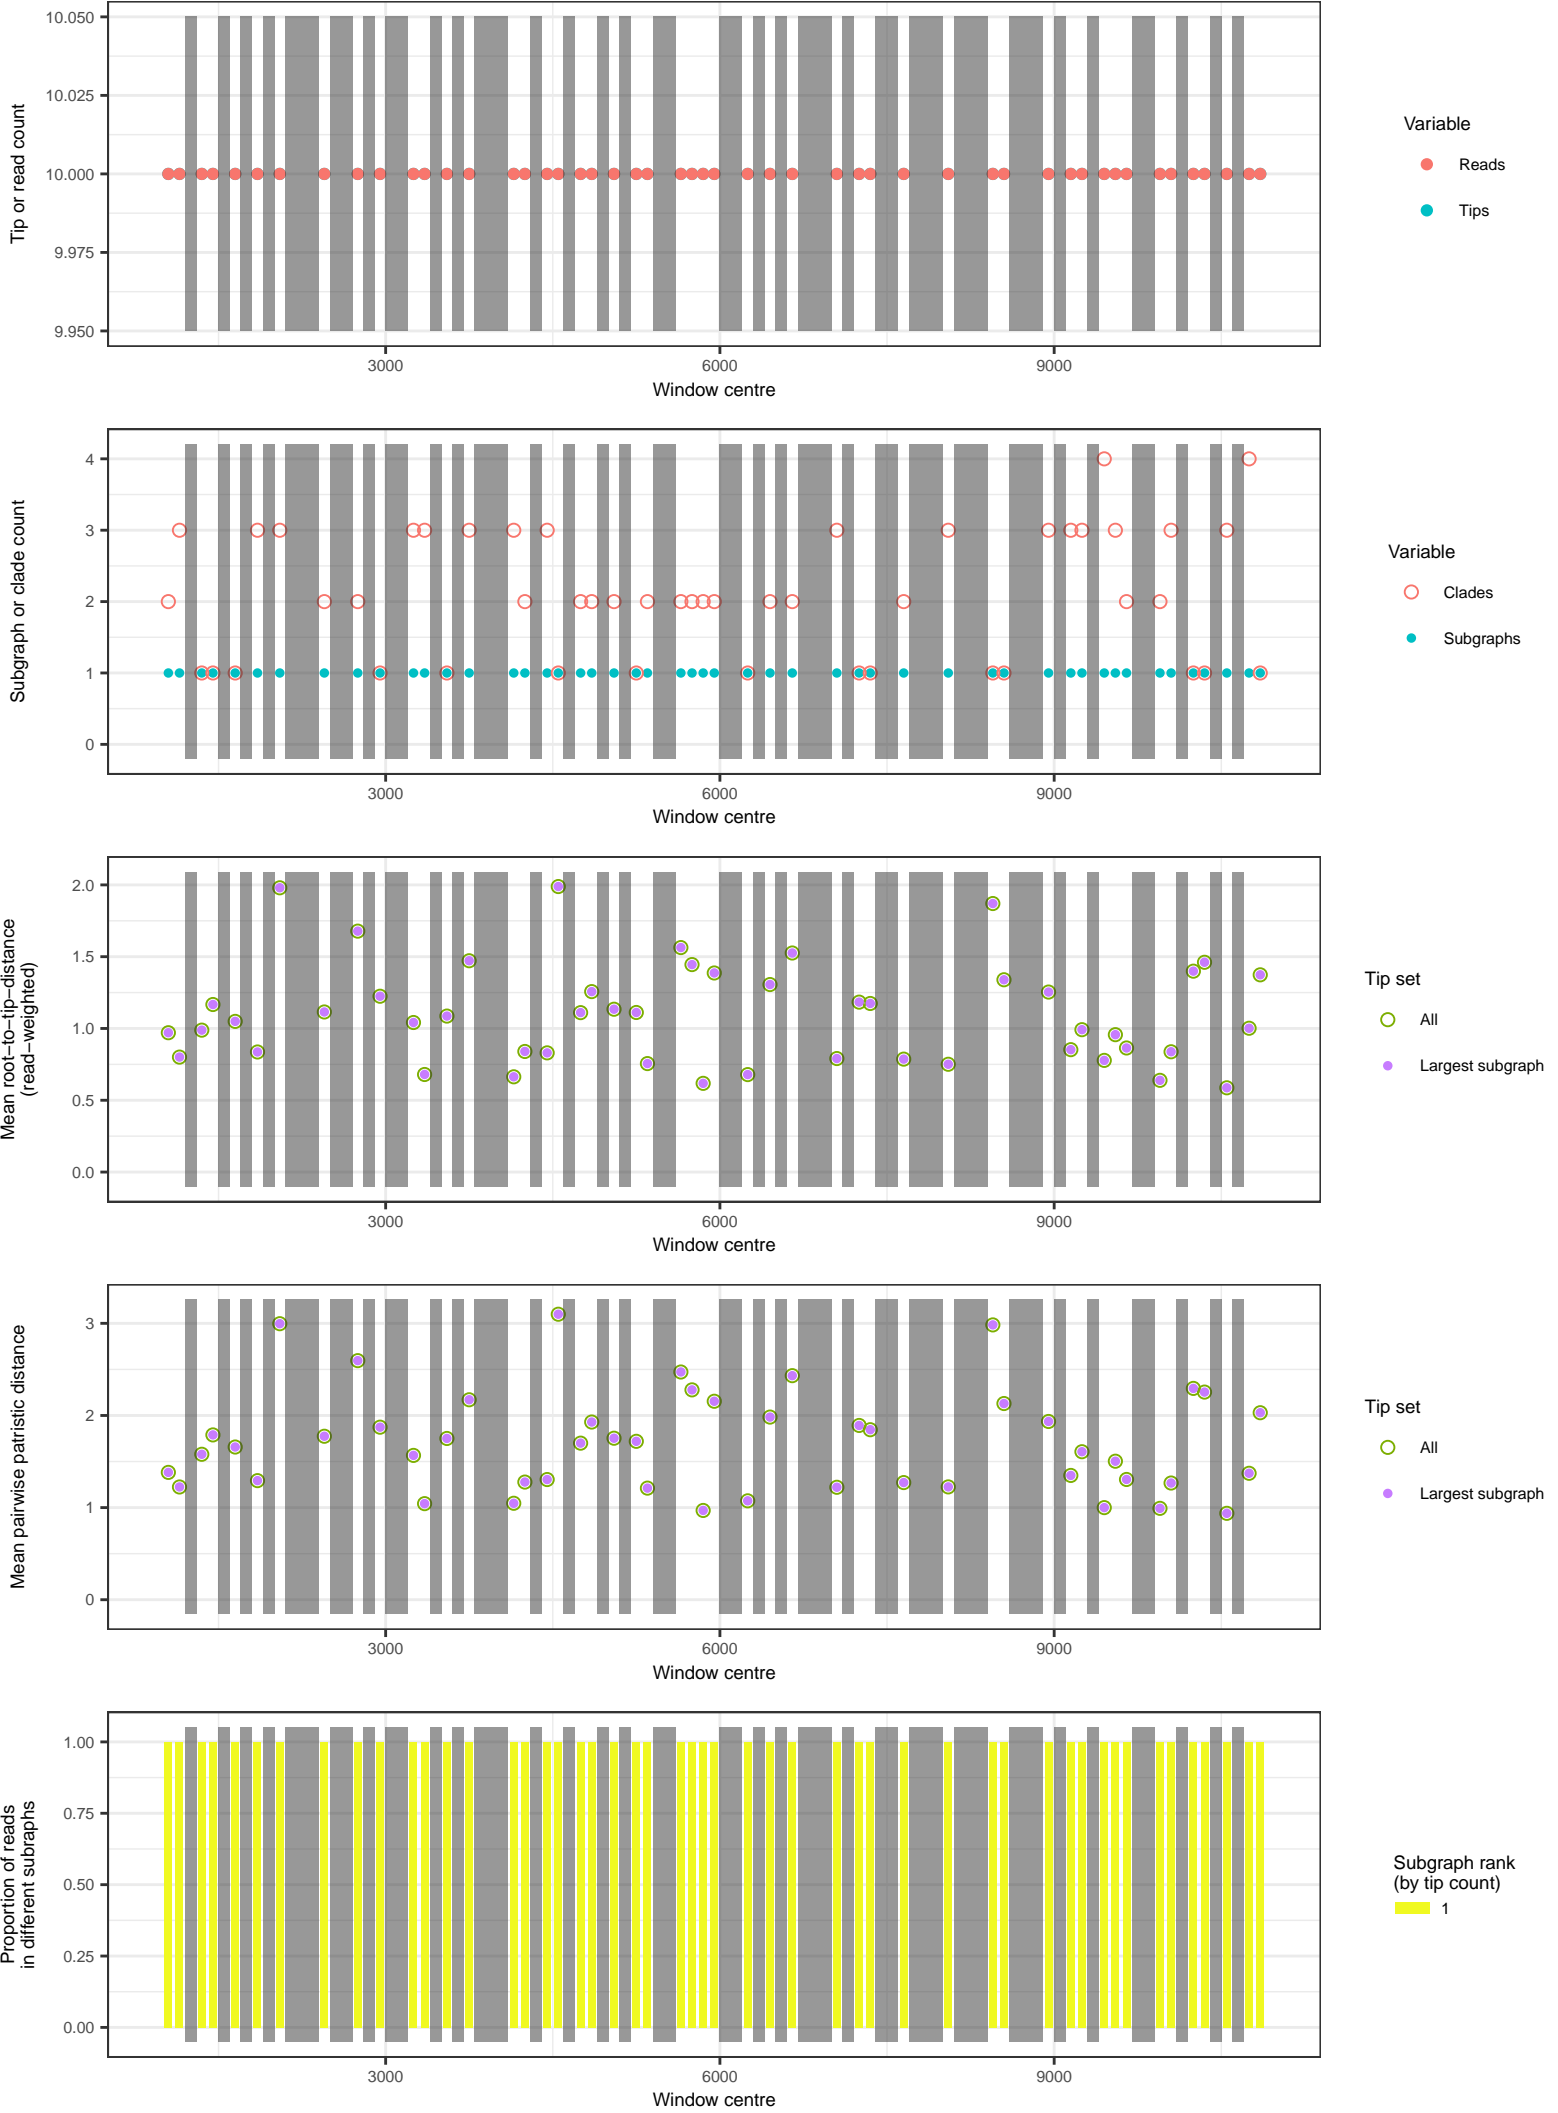 10.050
10.025
10.000
9.975
9.950
Tip or read count
3000
6000
9000
Window centre
Variable
Reads
Tips
4
3
2
1
0
Subgraph or clade count
3000
6000
9000
Window centre
Variable
Clades
Subgraphs
2.0
1.5
1.0
0.5
0.0
Mean root−to−tip−distance
(read−weighted)
3000
6000
9000
Window centre
Tip set
All
Largest subgraph
3
2
1
0
Mean pairwise patristic distance
3000
6000
9000
Window centre
Tip set
All
Largest subgraph
1.00
0.75
0.50
0.25
0.00
Proportion of reads
in different subraphs
3000
6000
9000
Window centre
Subgraph rank
(by tip count)
1